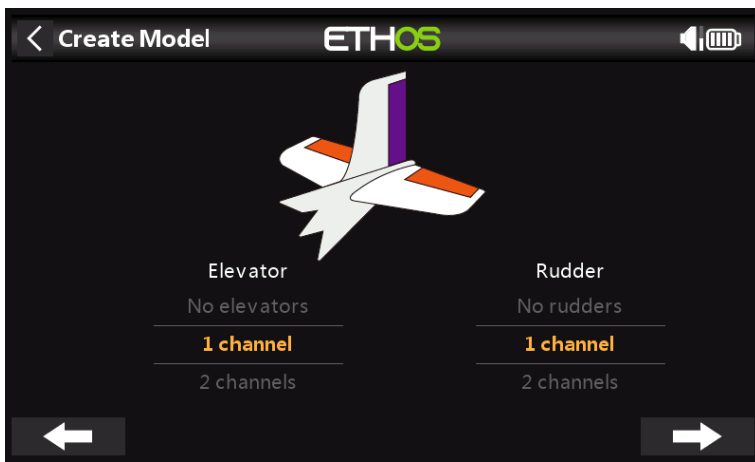 Create Model
ETHOS
Elevator
Rudder
No elevators
No rudders
1 channel
1 channel
2 channels
2 channels